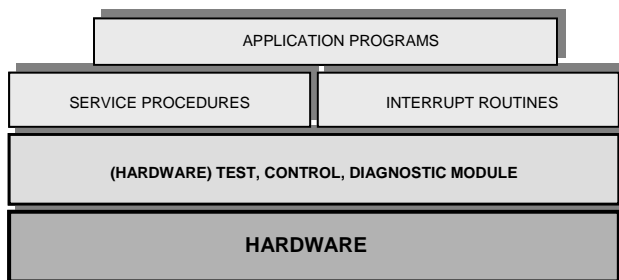 APPLICATION PROGRAMS
SERVICE PROCEDURES
INTERRUPT ROUTINES
(HARDWARE) TEST, CONTROL, DIAGNOSTIC MODULE
HARDWARE